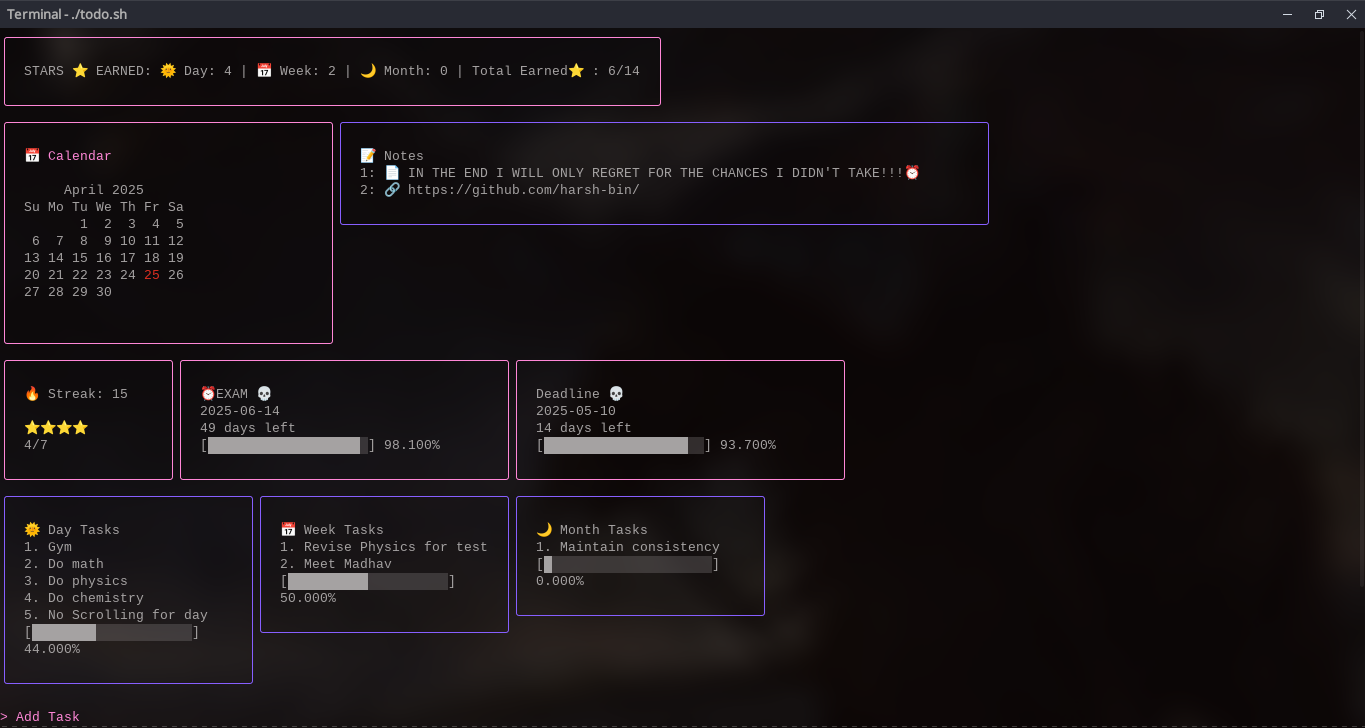 Terminal - ./todo.sh
STARS ⭐ EARNED: 🌞 Day: 4 | 📅 Week: 2 | 🌙 Month: 0 | Total Earned⭐ : 6/14
📅 Calendar
April 2025
Su Mo Tu We Th Fr Sa
1 2 3 4 5
6 7 8 9 10 11 12
13 14 15 16 17 18 19
20 21 22 23 24 25 26
27 28 29 30
📝 Notes
1: 📄 IN THE END I WILL ONLY REGRET FOR THE CHANCES I DIDN'T TAKE!!!⏰
2: 🔗 https://github.com/harsh-bin/
🔥 Streak: 15
⭐⭐⭐⭐
4/7
⏰EXAM 💀
2025-06-14
49 days left
[] 98.100%
Deadline 💀
2025-05-10
14 days left
[] 93.700%
🌞 Day Tasks
1. Gym
2. Do math
3. Do physics
4. Do chemistry
5. No Scrolling for day
[]
44.000%
📅 Week Tasks
1. Revise Physics for test
2. Meet Madhav
[]
50.000%
🌙 Month Tasks
1. Maintain consistency
[]
0.000%
> Add Task